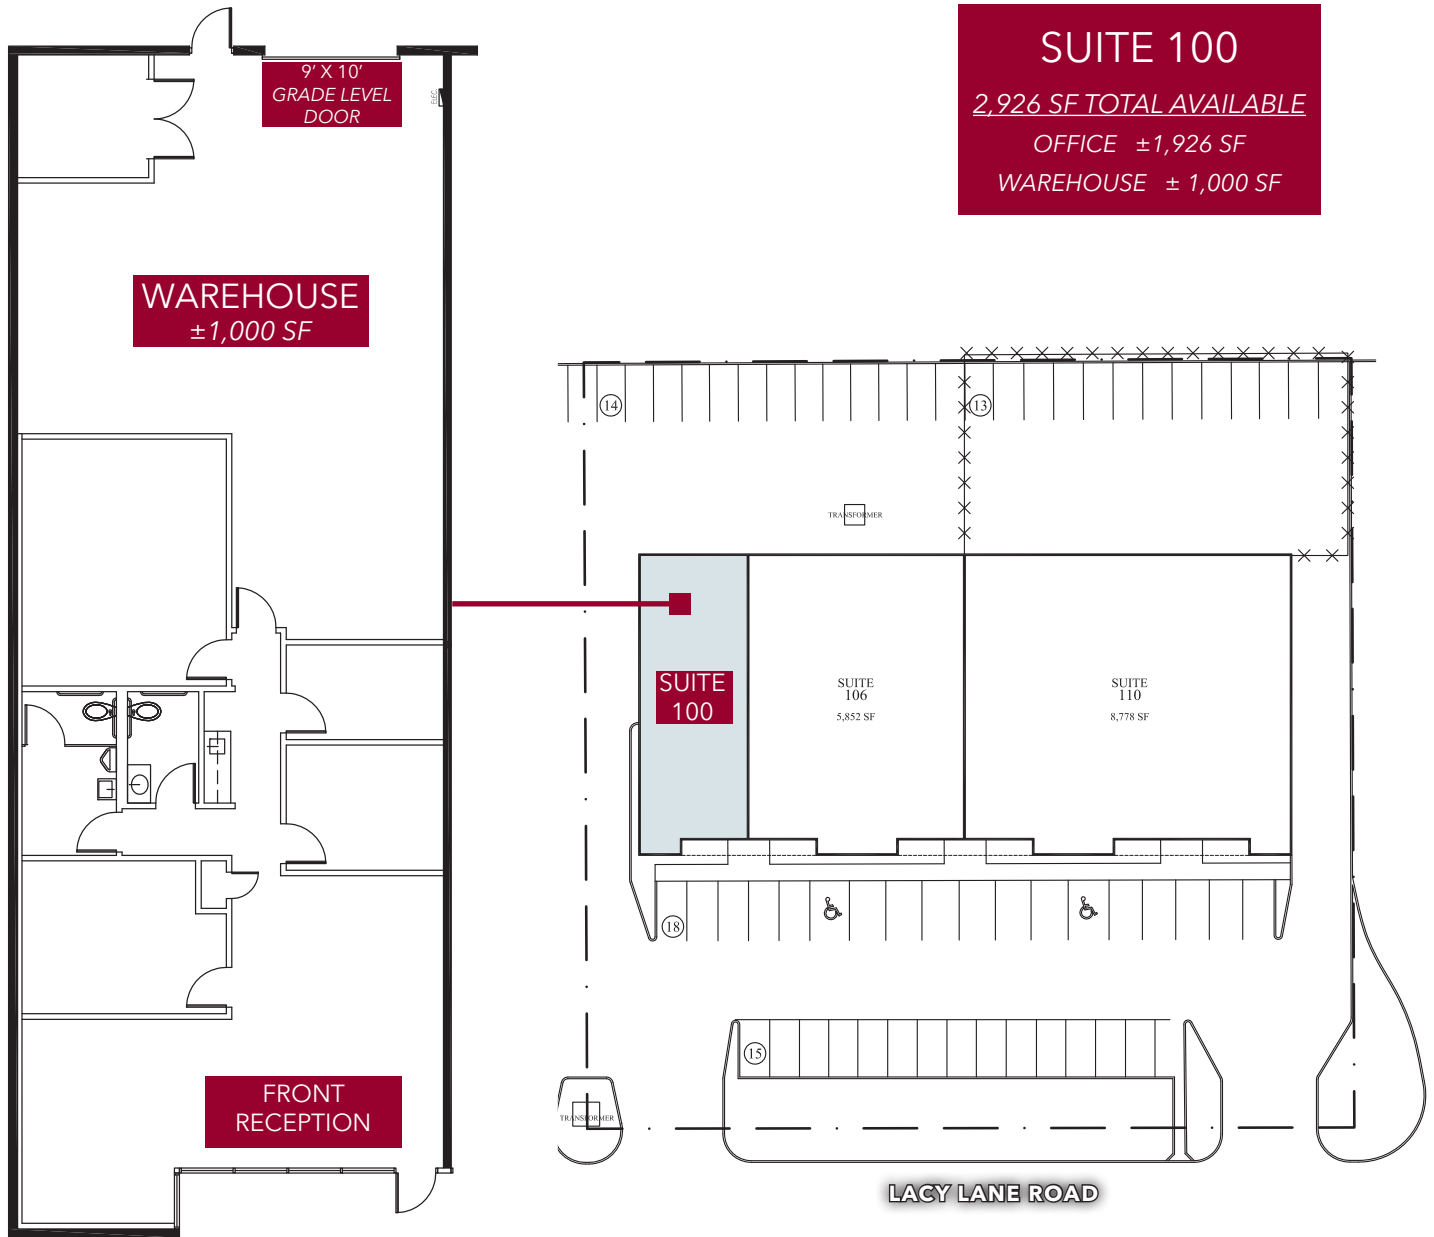 SUITE 100
2,926 SF TOTAL AVAILABLE
OFFICE ±1,926 SF
WAREHOUSE ± 1,000 SF
9' X 10'
GRADE LEVEL
DOOR
ELEC
WAREHOUSE
±1,000 SF
FRONT
RECEPTION
14
13
TRANSFORMER
SUITE
100
SUITE
106
5,852 SF
SUITE
110
8,778 SF
18
15
TRANSFORMER
LACY LANE ROAD